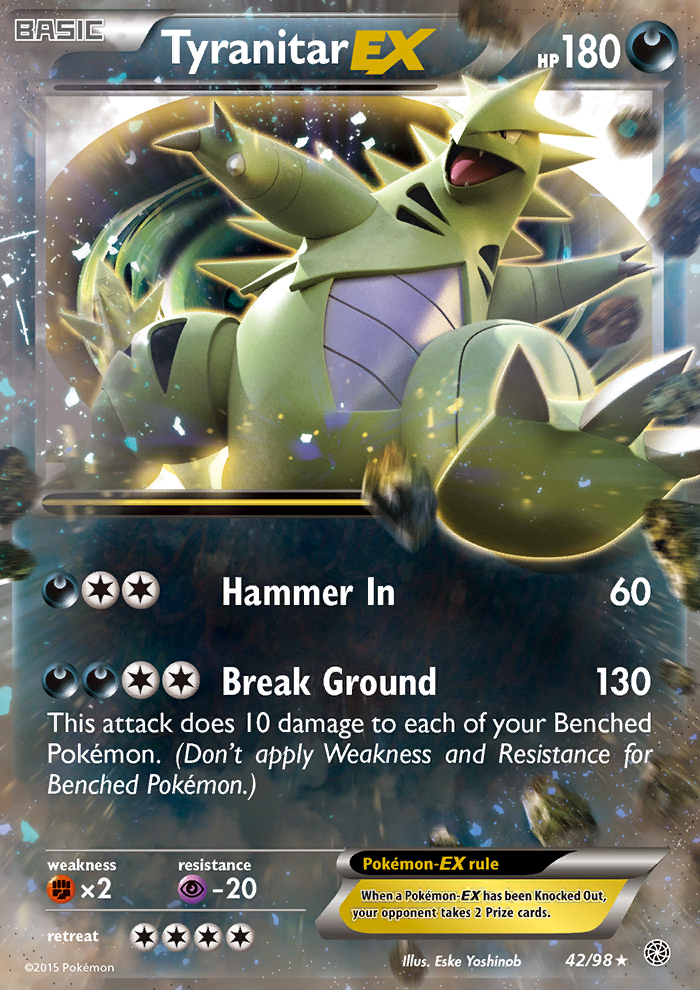 BASIC
Tyranitar EX
HP 180
Hammer In 60
Break Ground 130
This attack does 10 damage to each of your Benched
Pokémon. (Don't apply Weakness and Resistance for
Benched Pokémon.)
weakness resistance
×2 -20
Pokémon-EX rule
When a Pokémon-EX has been Knocked Out,
your opponent takes 2 Prize cards.
retreat
Illus. Eske Yoshinob 42/98
©2015 Pokémon